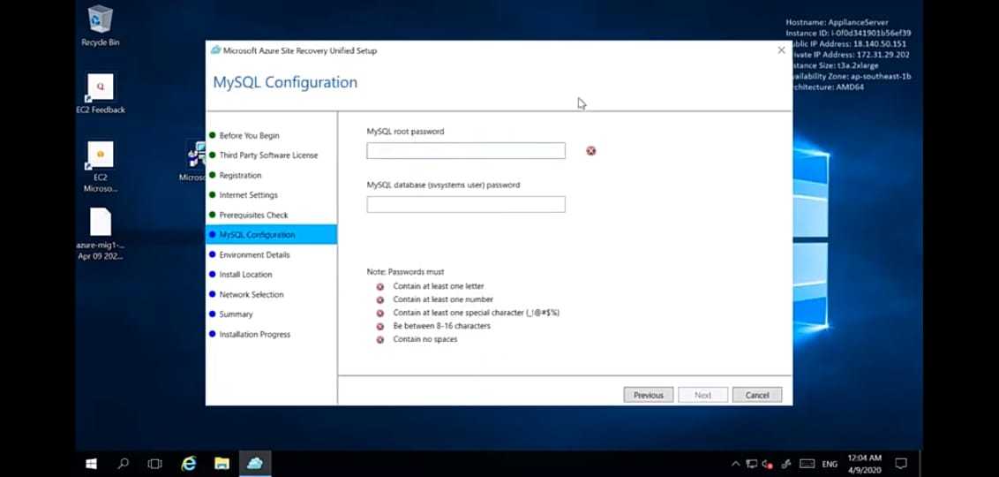 Recycle Bin
EC2 Feedback
EC2
Microso...
azure-mig1-...
Apr 09 202...
Microso
Hostname: ApplianceServer
Instance ID: i-0f0d341901b56ef39
ublic IP Address: 18.140.50.151
ivate IP Address: 172.31.29.202
stance Size: t3a.2xlarge
vailability Zone: ap-southeast-1b
rchitecture: AMD64
Microsoft Azure Site Recovery Unified Setup
MySQL Configuration
Before You Begin
Third Party Software License
Registration
Internet Settings
Prerequisites Check
MySQL Configuration
Environment Details
Install Location
Network Selection
Summary
Installation Progress
MySQL root password
MySQL database (svsystems user) password
Note: Passwords must
Contain at least one letter
Contain at least one number
Contain at least one special character (_!@#$%)
Be between 8-16 characters
Contain no spaces
Previous
Next
Cancel
ENG
12:04 AM
4/9/2020